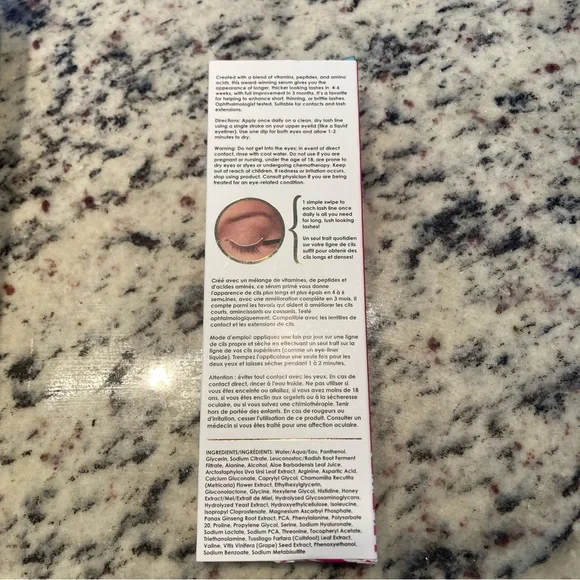 Created with a blend of vitamins, peptides, and amino
acids, this award-winning serum gives you the
appearance of longer, thicker looking lashes in 4-6
weeks, with full improvement in 3 months. It's a favorite
for helping to enhance short, thinning, or brittle lashes.
Ophthalmologist tested. Suitable for contacts and lash
extensions.
Directions: Apply once daily on a clean, dry lash line
using a single stroke on your upper eyelid (like a liquid
eyeliner). Use one dip for both eyes and allow 1-2
minutes to dry.
Warning: Do not get into the eyes; in event of direct
contact, rinse with cool water. Do not use if you are
pregnant or nursing, under the age of 18, are prone to
dry eyes or styes or undergoing chemotherapy. Keep
out of reach of children. If redness or irritation occurs,
stop using product. Consult physician if you are being
treated for an eye-related condition.
1 simple swipe to
each lash line once
daily is all you need
for long, lush looking
lashes!
Un seul trait quotidien
sur votre ligne de cils
suffit pour obtenir des
cils longs et denses!
Créé avec un mélange de vitamines, de peptides et
d'acides aminés, ce sérum primé vous donne
l'apparence de cils plus longs et plus épais en 4 à 6
semaines, avec une amélioration complète en 3 mois. Il
compte parmi les favoris qui aident à améliorer les cils
courts, amincissants ou cassants. Testé
ophtalmologiquement. Compatible avec les lentilles de
contact et les extensions de cils.
Mode d'emploi: appliquez une fois par jour sur une ligne
de cils propre et sèche en effectuant un seul trait sur la
ligne de vos cils supérieurs (comme un eye-liner
liquide). Trempez l'applicateur une seule fois pour les
deux yeux et laissez sécher pendant 1 à 2 minutes.
Attention : éviter tout contact avec les yeux. En cas de
contact direct, rincer à l'eau froide. Ne pas utiliser si
vous êtes enceinte ou allaitez, si vous avez moins de 18
ans, si vous êtes enclin aux orgelets ou à la sécheresse
oculaire, ou si vous suivez une chimiothérapie. Tenir
hors de portée des enfants. En cas de rougeurs ou
d'irritation, cesser l'utilisation de ce produit. Consulter un
médecin si vous êtes traité pour une affection oculaire.
INGREDIENTS/INGRÉDIENTS: Water/Aqua/Eau, Panthenol,
Glycerin, Sodium Citrate, Leuconostoc/Radish Root Ferment
Filtrate, Alanine, Alcohol, Aloe Barbadensis Leaf Juice,
Arctostaphylos Uva Ursi Leaf Extract, Arginine, Aspartic Acid,
Calcium Gluconate, Caprylyl Glycol, Chamomilla Recutita
(Matricaria) Flower Extract, Ethylhexylglycerin,
Gluconolactone, Glycine, Hexylene Glycol, Histidine, Honey
Extract/Mel/Extrait de Miel, Hydrolyzed Glycosaminoglycans,
Hydrolyzed Yeast Extract, Hydroxyethylcellulose, Isoleucine,
Isopropyl Cloprostenate, Magnesium Ascorbyl Phosphate,
Panax Ginseng Root Extract, PCA, Phenylalanine, Polysorbate
20, Proline, Propylene Glycol, Serine, Sodium Hyaluronate,
Sodium Lactate, Sodium PCA, Threonine, Tocopheryl Acetate,
Triethanolamine, Tussilago Farfara (Coltsfoot) Leaf Extract,
Valine, Vitis Vinifera (Grape) Seed Extract, Phenoxyethanol,
Sodium Benzoate, Sodium Metabisulfite